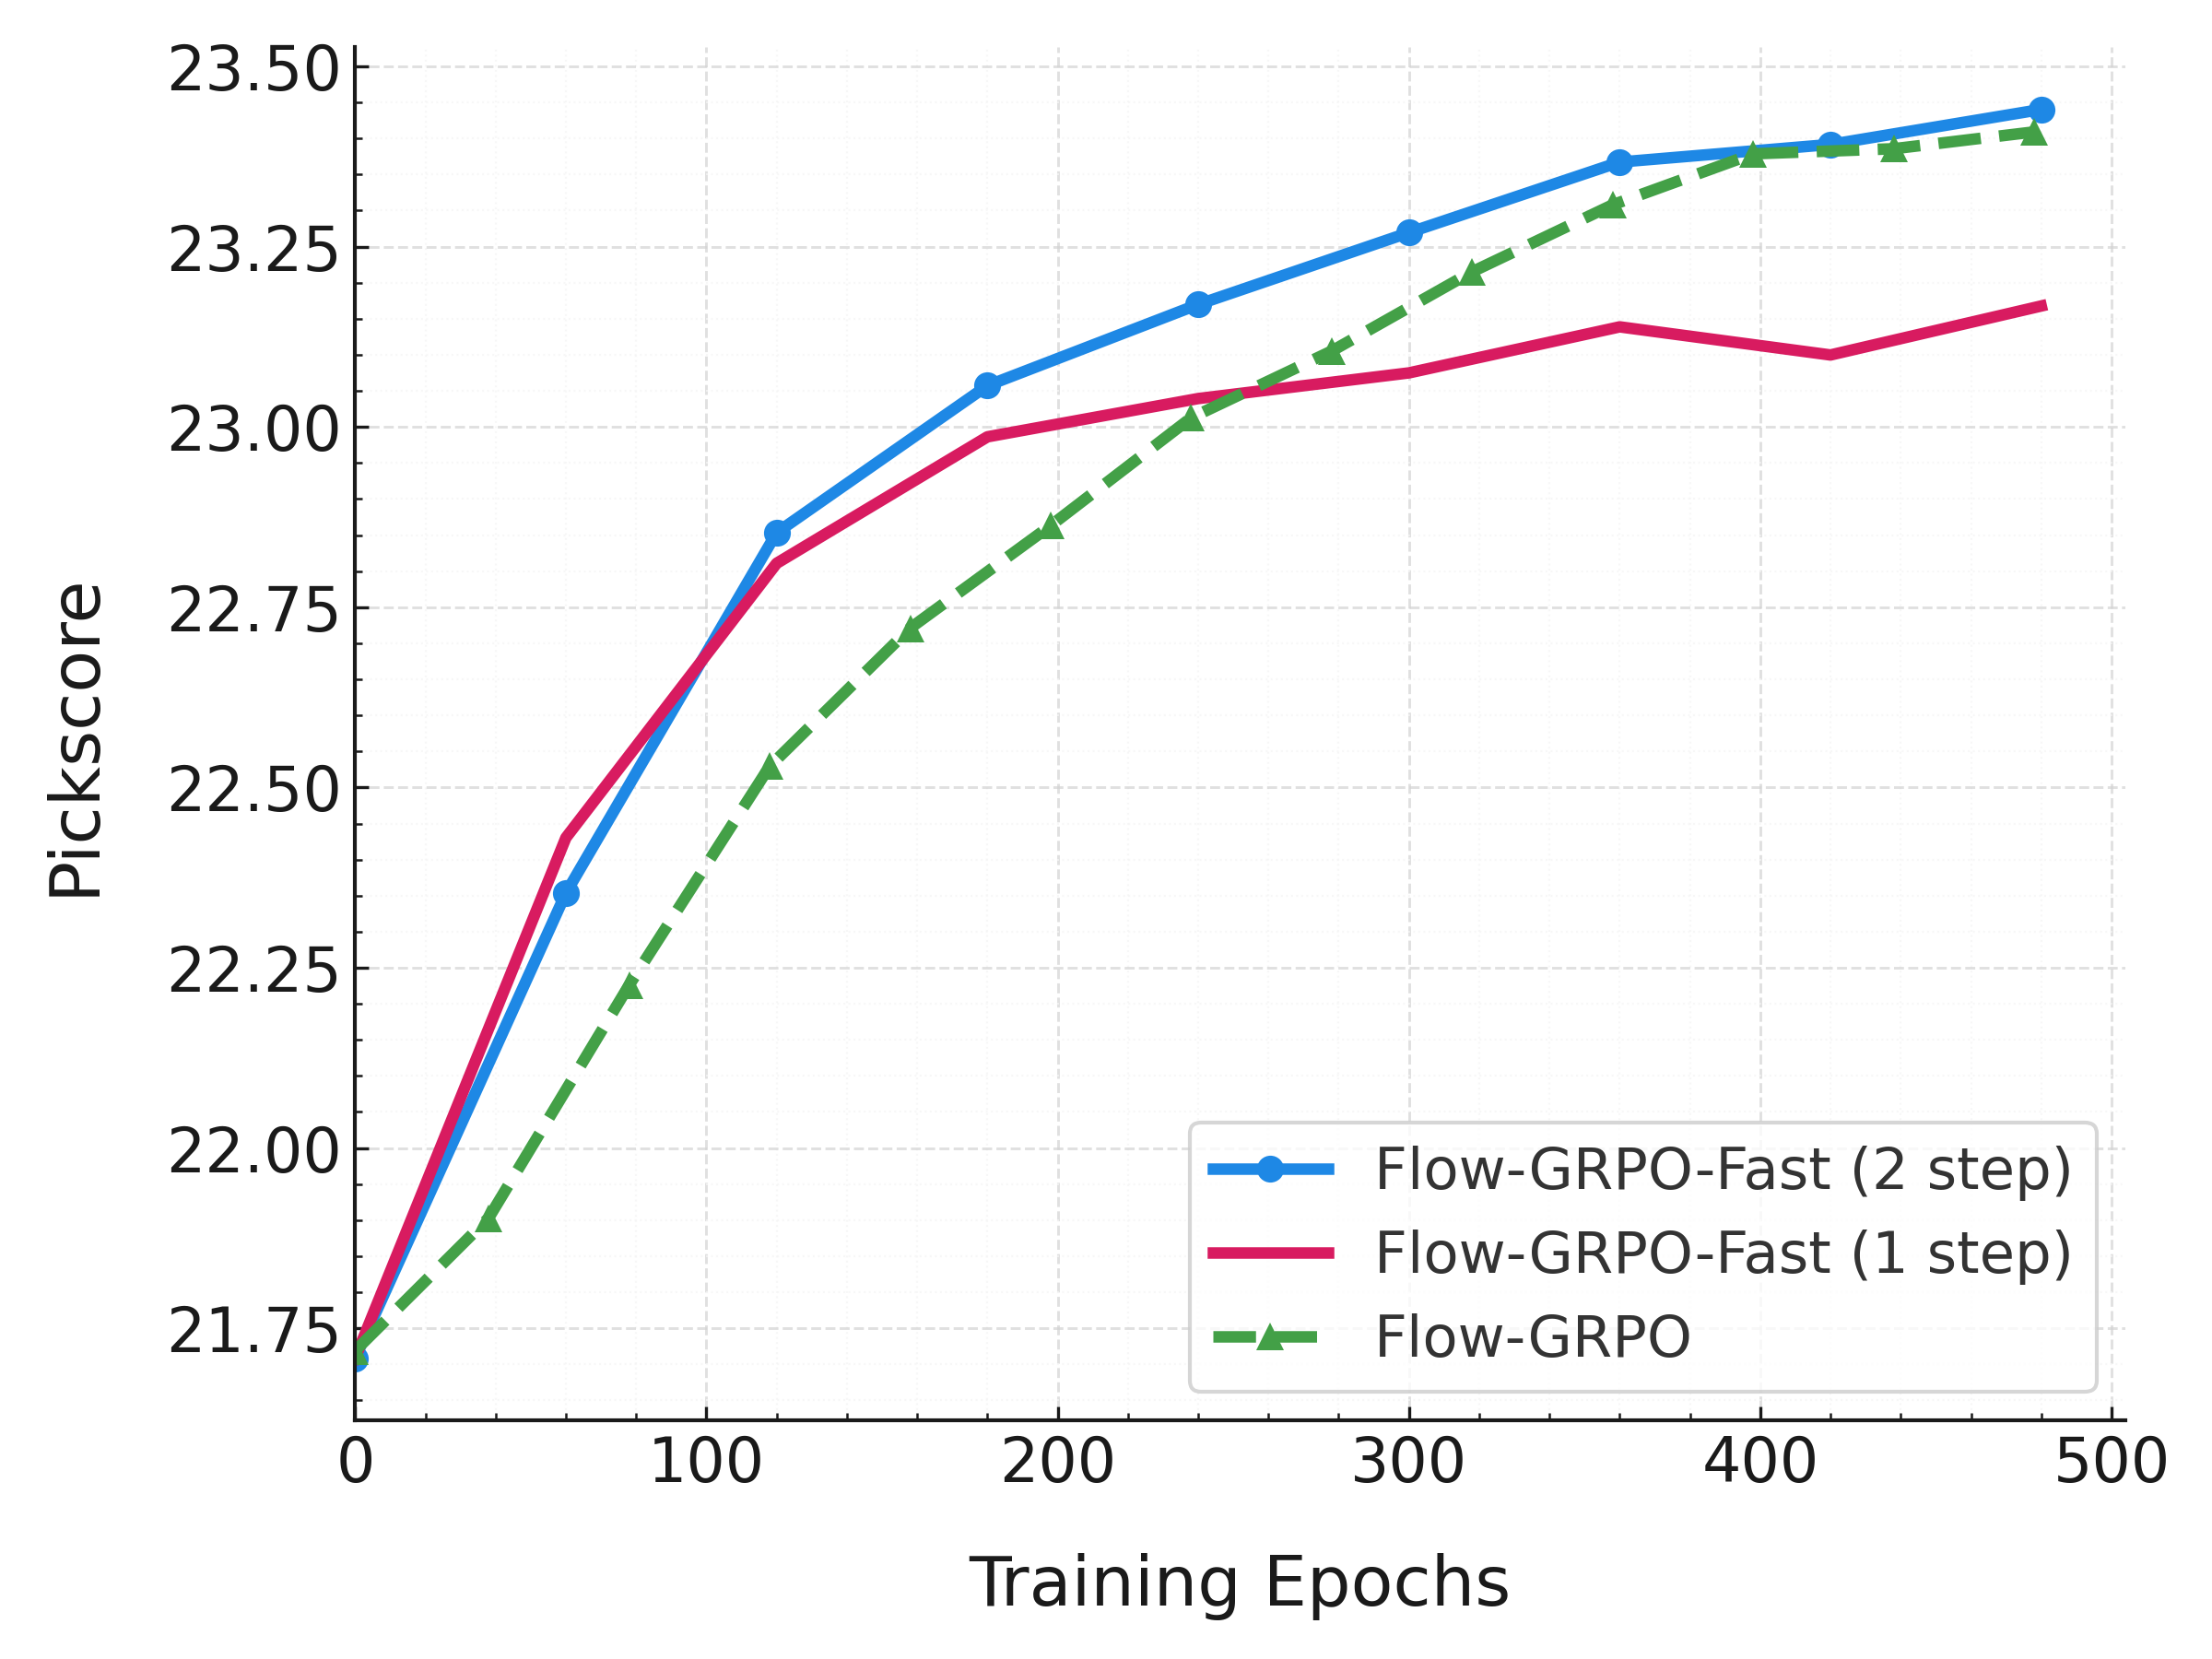 23.50
23.25
23.00
22.75
22.50
22.25
22.00
21.75
Pickscore
0 100 200 300 400 500
Training Epochs
Flow-GRPO-Fast (2 step)
Flow-GRPO-Fast (1 step)
Flow-GRPO